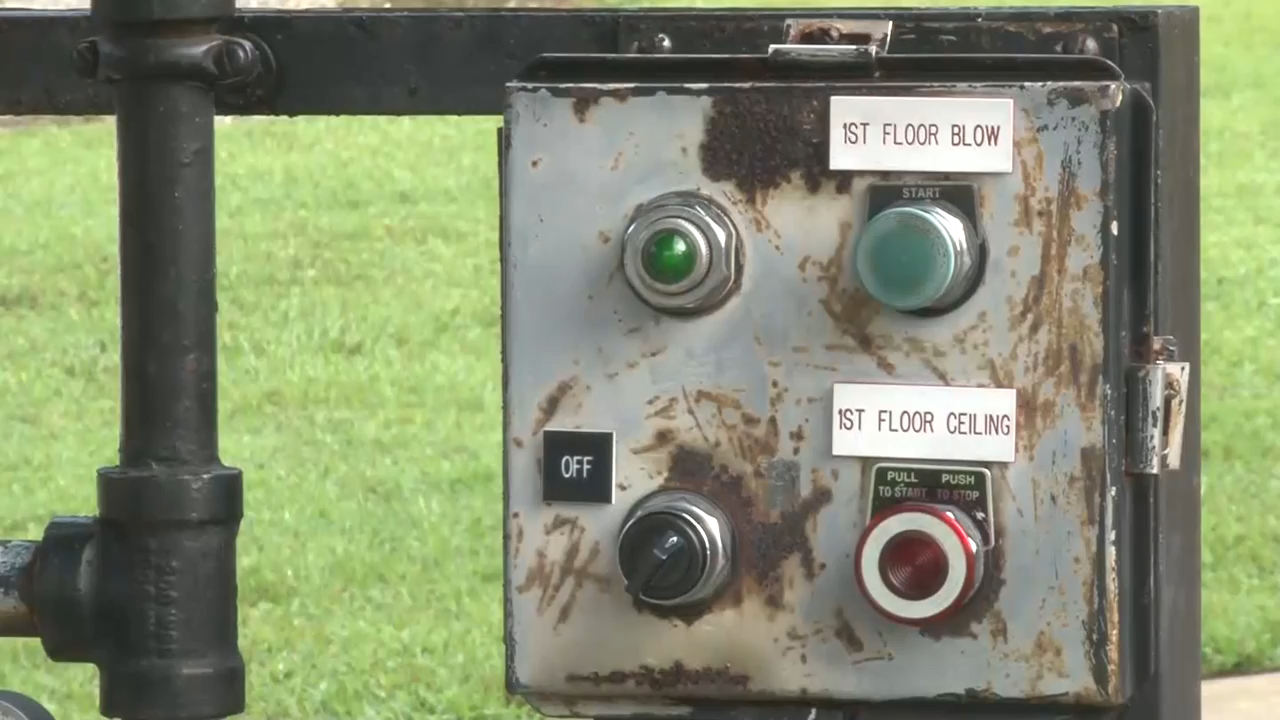 1ST FLOOR BLOW
START
1ST FLOOR CEILING
OFF
PULL PUSH
TO START TO STOP